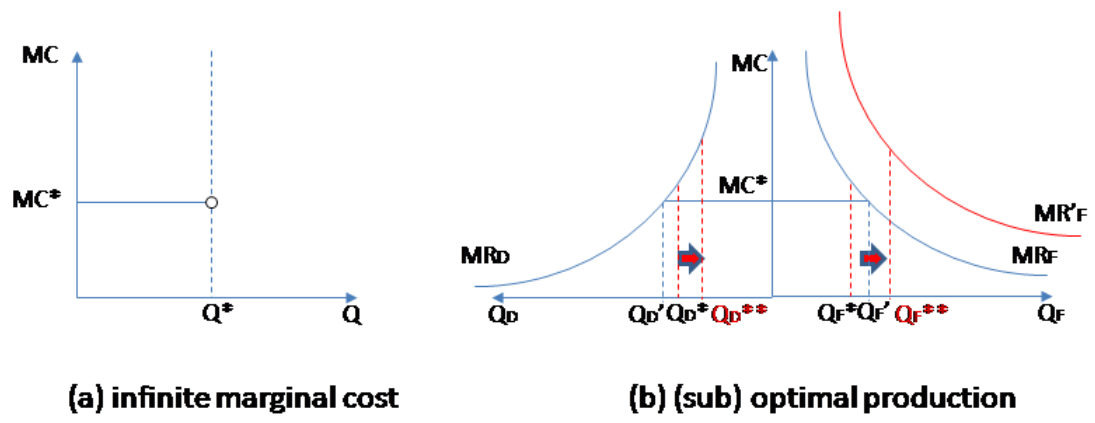 MC
MC*
Q*
Q
(a) infinite marginal cost
MC
MC*
MRD
MR'F
MRF
QD
QD'
QD*
QD**
QF*
QF'
QF**
QF
(b) (sub) optimal production